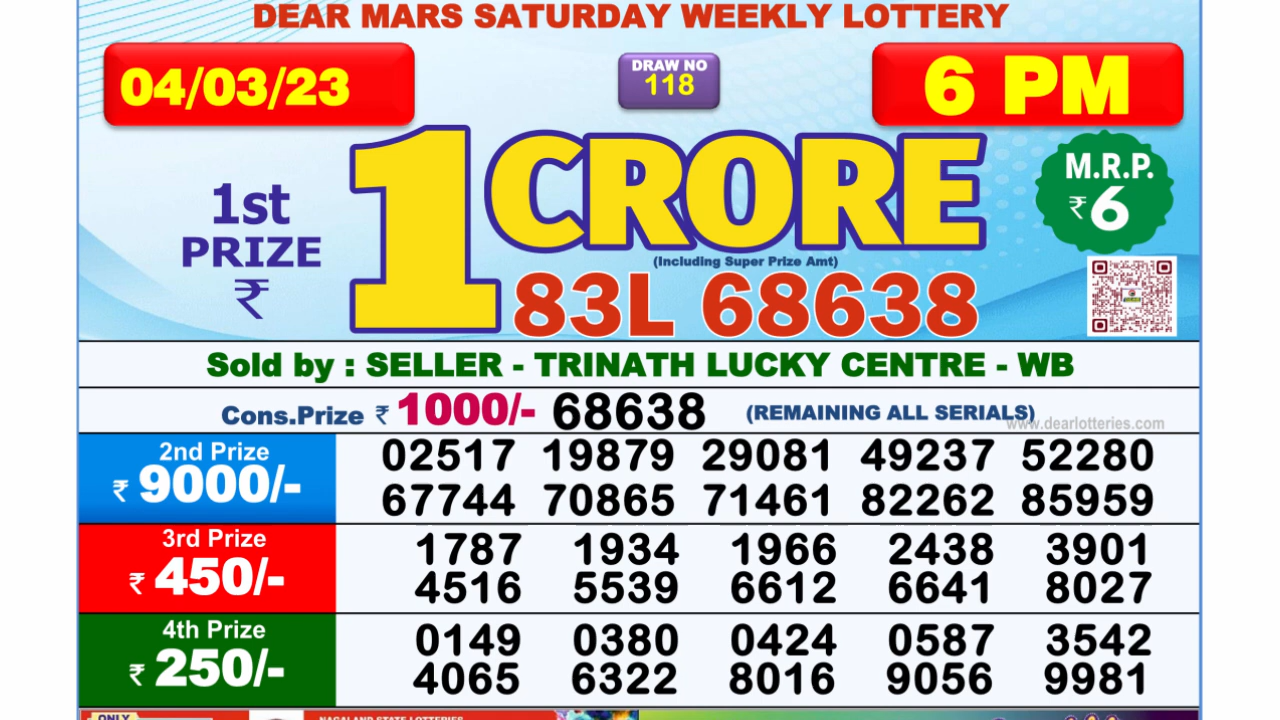 DEAR MARS SATURDAY WEEKLY LOTTERY
04/03/23
DRAW NO
118
6 PM
1st
PRIZE
₹
1 CRORE
(Including Super Prize Amt)
83L 68638
M.R.P.
₹6
Sold by : SELLER - TRINATH LUCKY CENTRE - WB
Cons.Prize ₹ 1000/- 68638 (REMAINING ALL SERIALS)
www.dearlotteries.com
2nd Prize
₹ 9000/-
02517 19879 29081 49237 52280
67744 70865 71461 82262 85959
3rd Prize
₹ 450/-
1787 1934 1966 2438 3901
4516 5539 6612 6641 8027
4th Prize
₹ 250/-
0149 0380 0424 0587 3542
4065 6322 8016 9056 9981
ONLY
NAGALAND STATE LOTTERIES